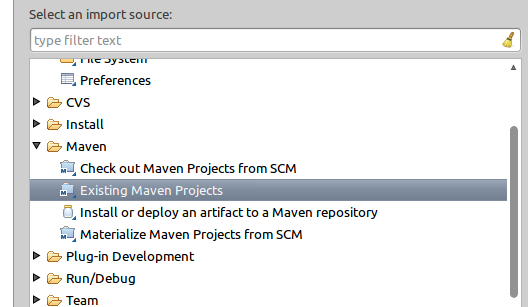 Select an import source:
type filter text
File System
Preferences
CVS
Install
Maven
Check out Maven Projects from SCM
Existing Maven Projects
Install or deploy an artifact to a Maven repository
Materialize Maven Projects from SCM
Plug-in Development
Run/Debug
Team